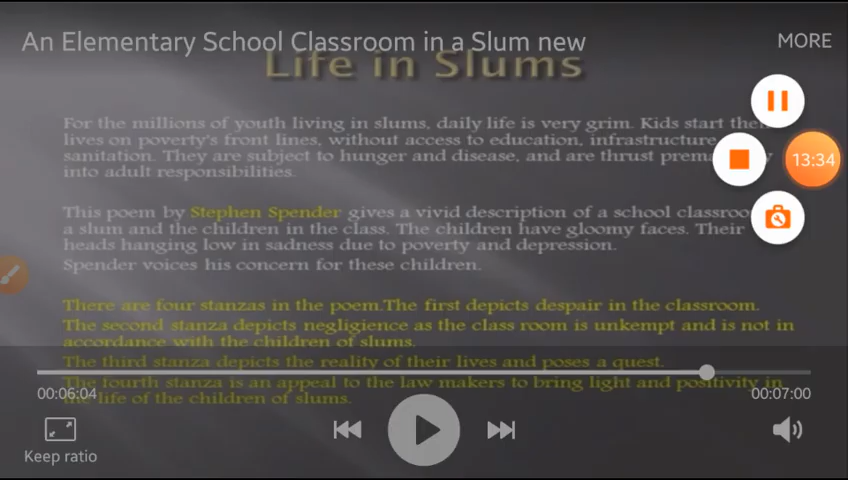 An Elementary School Classroom in a Slum new
MORE
Life in Slums
For the millions of youth living in slums, daily life is very grim. Kids start
lives on poverty's front lines, without access to education, infrastructure
sanitation. They are subject to hunger and disease, and are thrust
into adult responsibilities.
13:34
This poem by Stephen Spender gives a vivid description of a school
a slum and the children in the class. The children have gloomy faces. Their
heads hanging low in sadness due to poverty and depression.
Spender voices his concern for these children.
There are four stanzas in the poem.The first depicts despair in the classroom.
The second stanza depicts negligience as the class room is unkempt and is not in
accordance with the children of slums.
The third stanza depicts the reality of their lives and poses a quest.
The fourth stanza is an appeal to the law makers to bring light and positivity in
the life of the children of slums.
00:06:04
00:07:00
Keep ratio